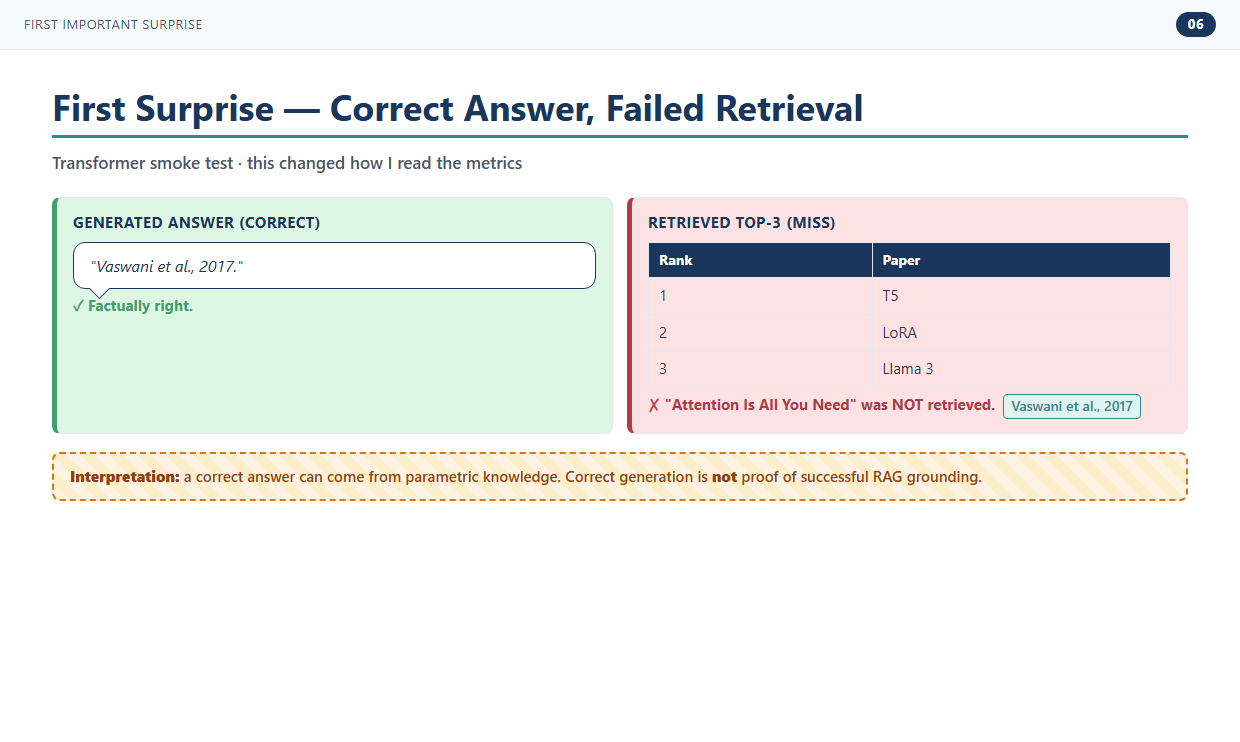 FIRST IMPORTANT SURPRISE
06
First Surprise — Correct Answer, Failed Retrieval
Transformer smoke test · this changed how I read the metrics
GENERATED ANSWER (CORRECT)
"Vaswani et al., 2017."
✓ Factually right.
RETRIEVED TOP-3 (MISS)
Rank Paper
1 T5
2 LoRA
3 Llama 3
✗ "Attention Is All You Need" was NOT retrieved. Vaswani et al., 2017
Interpretation: a correct answer can come from parametric knowledge. Correct generation is not proof of successful RAG grounding.